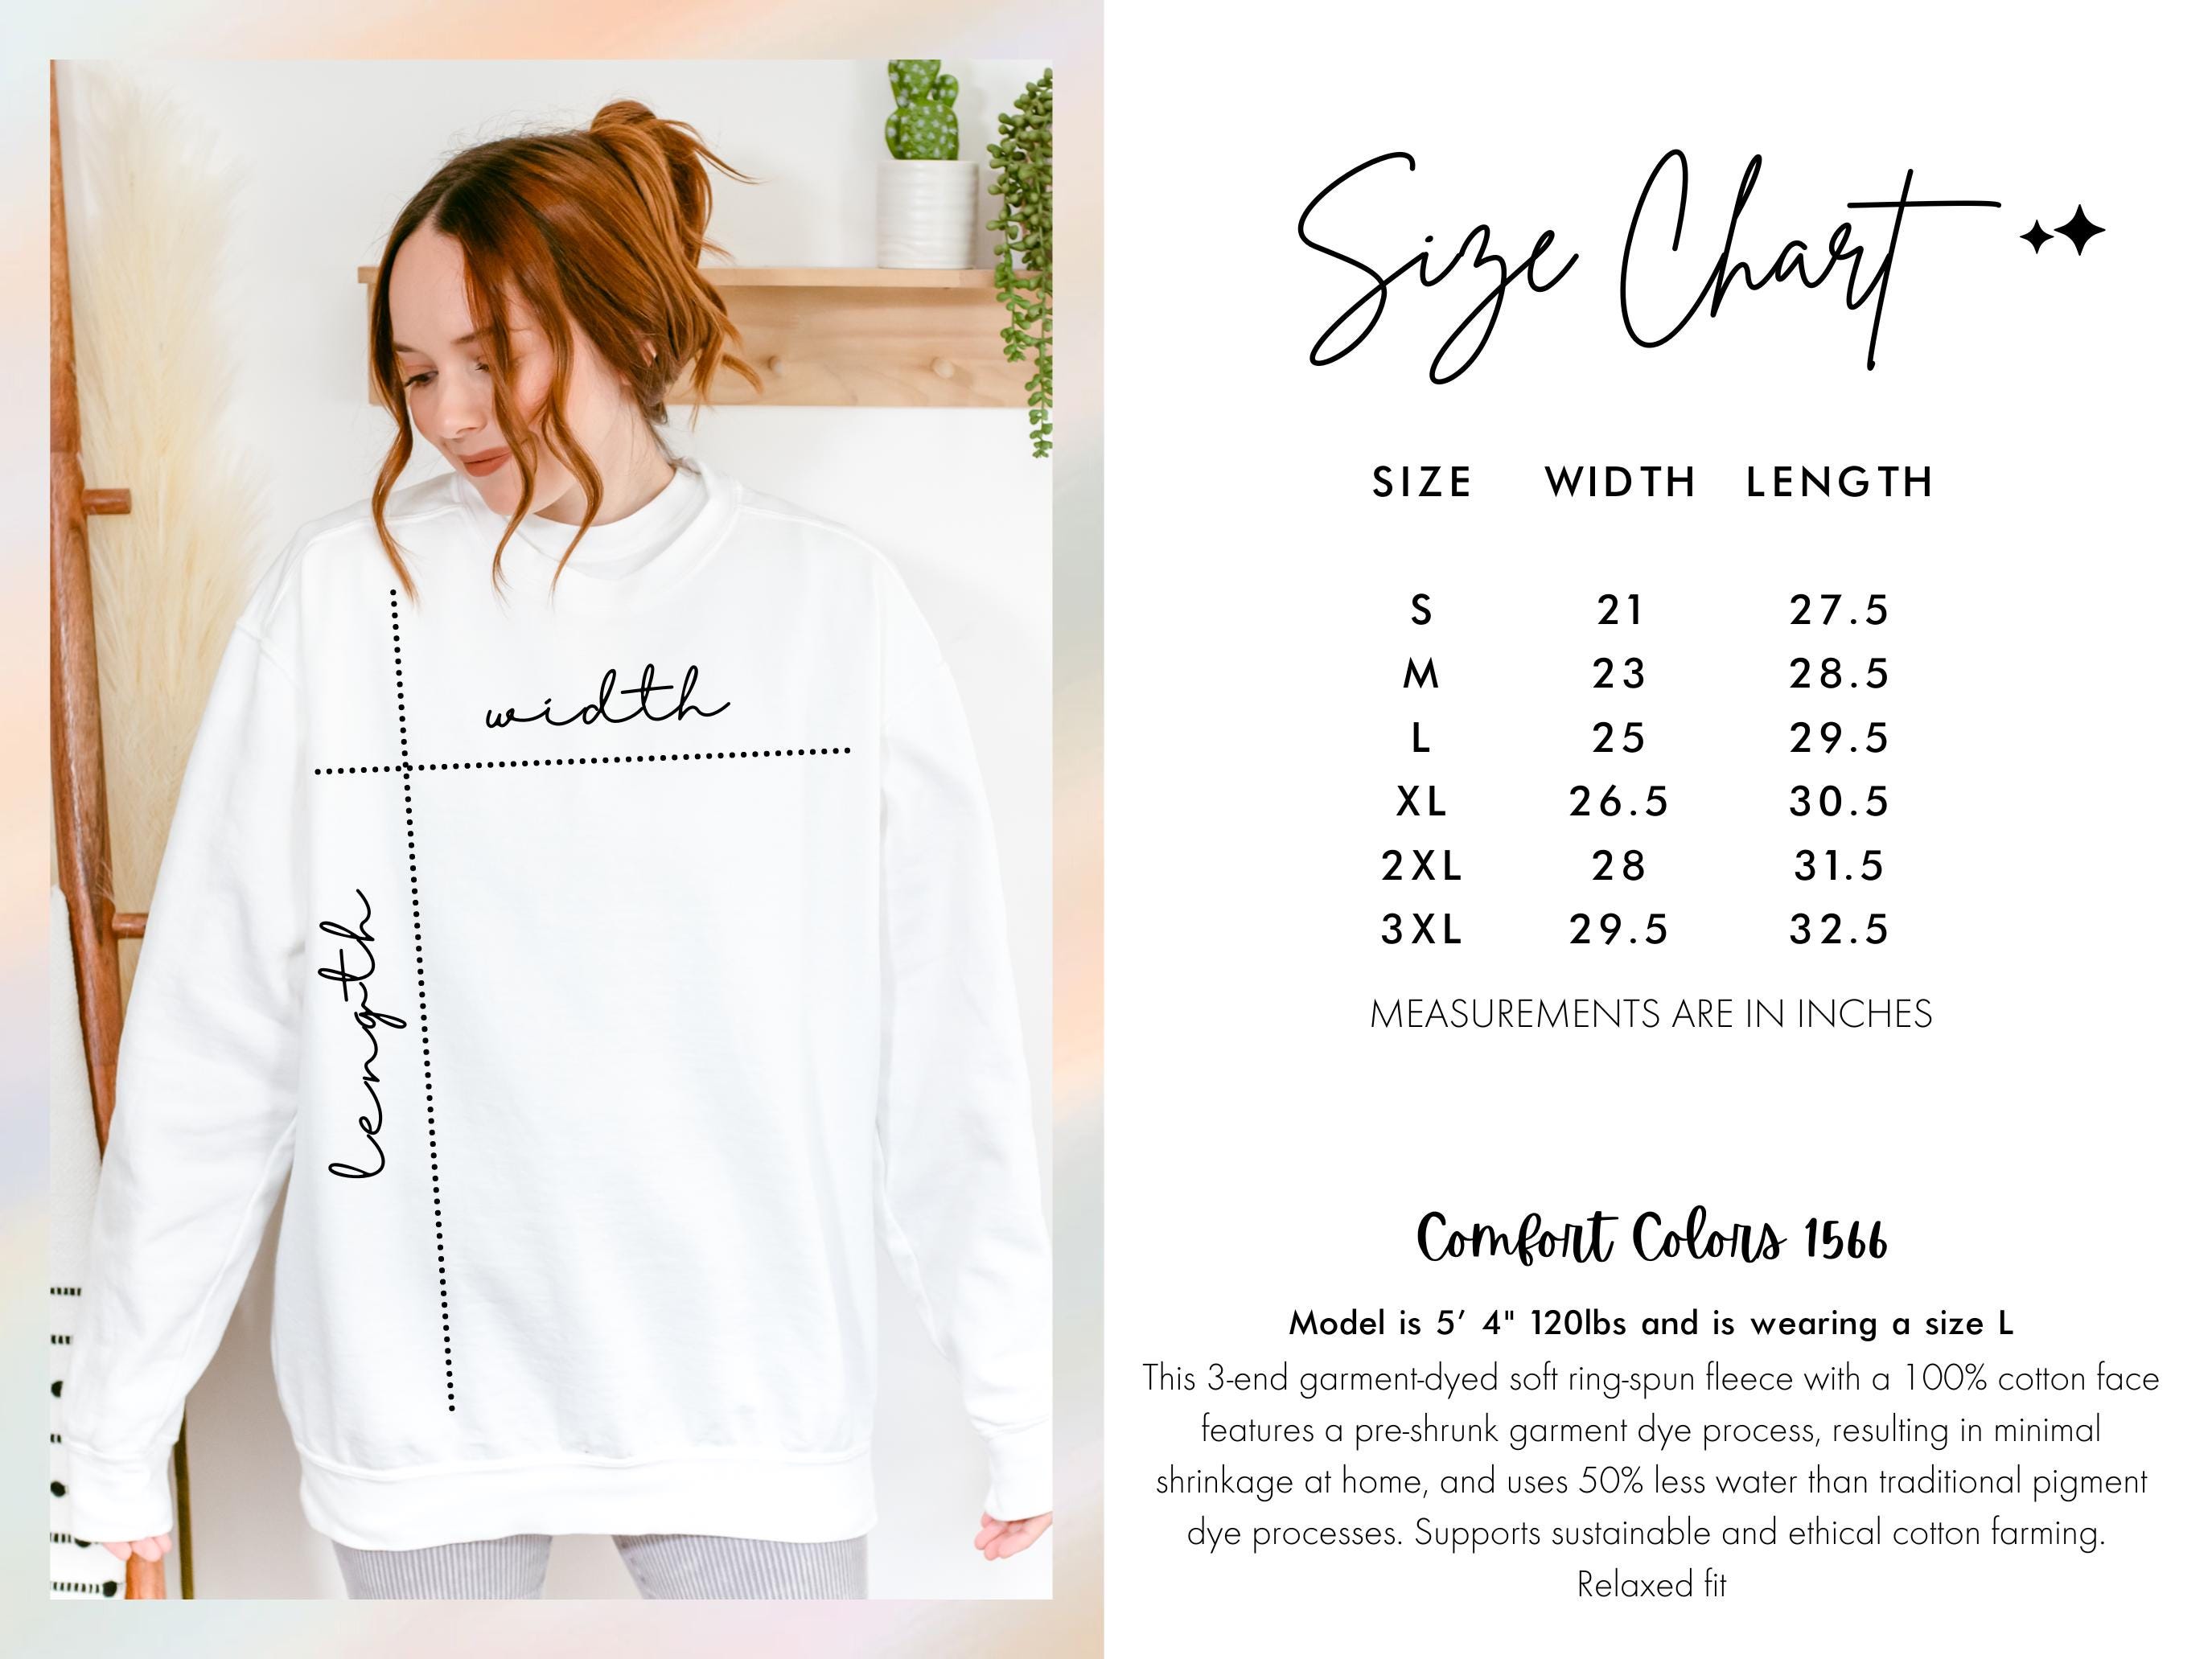 width
length
Size Chart
SIZE WIDTH LENGTH
S 21 27.5
M 23 28.5
L 25 29.5
XL 26.5 30.5
2XL 28 31.5
3XL 29.5 32.5
MEASUREMENTS ARE IN INCHES
Comfort Colors 1566
Model is 5’ 4" 120lbs and is wearing a size L
This 3-end garment-dyed soft ring-spun fleece with a 100% cotton face
features a pre-shrunk garment dye process, resulting in minimal
shrinkage at home, and uses 50% less water than traditional pigment
dye processes. Supports sustainable and ethical cotton farming.
Relaxed fit